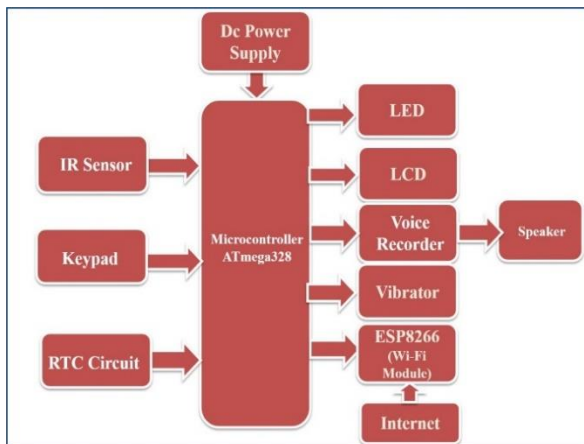 Dc Power
Supply
LED
IR Sensor
LCD
Microcontroller
ATmega328
Voice
Recorder
Speaker
Keypad
Vibrator
RTC Circuit
ESP8266
(Wi-Fi
Module)
Internet